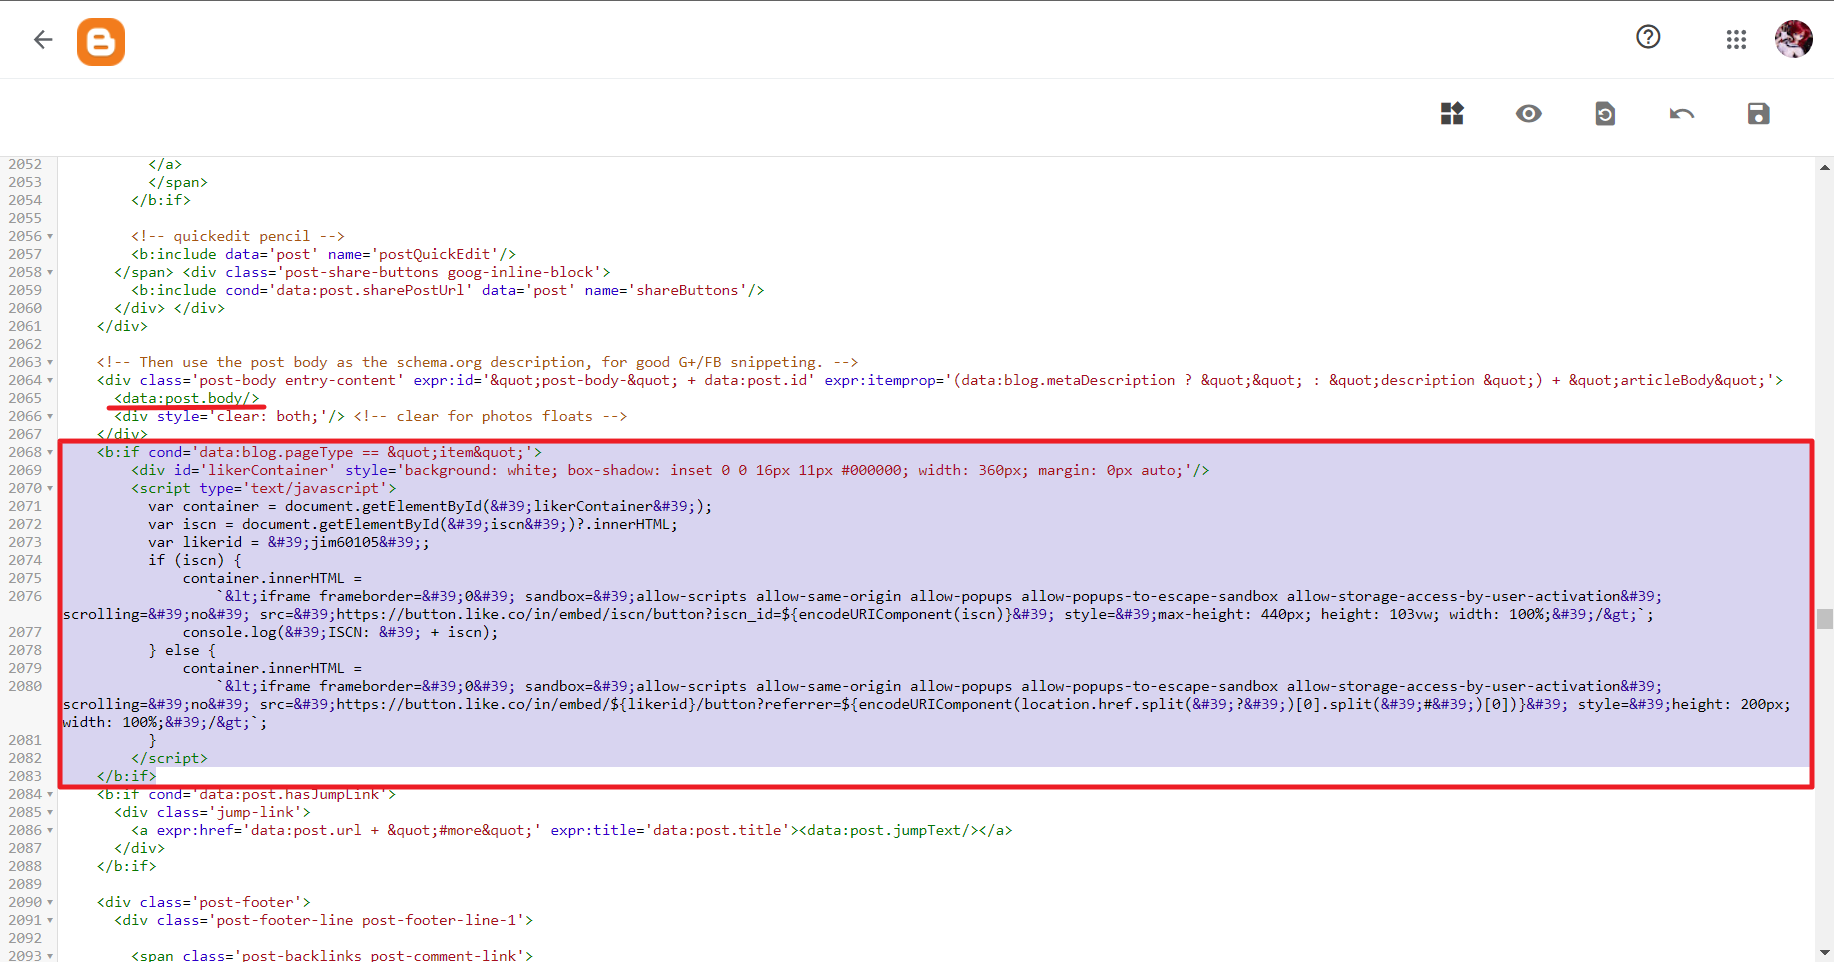 2052 </a>
2053 </span>
2054 </b:if>
2055
2056 <!-- quickedit pencil -->
2057 <b:include data='post' name='postQuickEdit'/>
2058 </span> <div class='post-share-buttons goog-inline-block'>
2059 <b:include cond='data:post.sharePostUrl' data='post' name='shareButtons'/>
2060 </div> </div>
2061 </div>
2062
2063 <!-- Then use the post body as the schema.org description, for good G+/FB snippeting. -->
2064 <div class='post-body entry-content' expr:id='&quot;post-body-&quot; + data:post.id' expr:itemprop='(data:blog.metaDescription ? &quot;&quot; : &quot;description &quot;) + &quot;articleBody&quot;'>
2065 <data:post.body/>
2066 <div style='clear: both;'/> <!-- clear for photos floats -->
2067 </div>
2068 <b:if cond='data:blog.pageType == &quot;item&quot;'>
2069 <div id='likerContainer' style='background: white; box-shadow: inset 0 0 16px 11px #000000; width: 360px; margin: 0px auto;'/>
2070 <script type='text/javascript'>
2071 var container = document.getElementById(&#39;likerContainer&#39;);
2072 var iscn = document.getElementById(&#39;iscn&#39;)?.innerHTML;
2073 var likerid = &#39;jim60105&#39;;
2074 if (iscn) {
2075 container.innerHTML =
2076 `&lt;iframe frameborder=&#39;0&#39; sandbox=&#39;allow-scripts allow-same-origin allow-popups allow-popups-to-escape-sandbox allow-storage-access-by-user-activation&#39;
scrolling=&#39;no&#39; src=&#39;https://button.like.co/in/embed/iscn/button?iscn_id=${encodeURIComponent(iscn)}&#39; style=&#39;max-height: 440px; height: 103vw; width: 100%;&#39;/&gt;`;
2077 console.log(&#39;ISCN: &#39; + iscn);
2078 } else {
2079 container.innerHTML =
2080 `&lt;iframe frameborder=&#39;0&#39; sandbox=&#39;allow-scripts allow-same-origin allow-popups allow-popups-to-escape-sandbox allow-storage-access-by-user-activation&#39;
scrolling=&#39;no&#39; src=&#39;https://button.like.co/in/embed/${likerid}/button?referrer=${encodeURIComponent(location.href.split(&#39;?&#39;)[0].split(&#39;#&#39;)[0])}&#39; style=&#39;height: 200px;
width: 100%;&#39;/&gt;`;
2081 }
2082 </script>
2083 </b:if>
2084 <b:if cond='data:post.hasJumpLink'>
2085 <div class='jump-link'>
2086 <a expr:href='data:post.url + &quot;#more&quot;' expr:title='data:post.title'><data:post.jumpText/></a>
2087 </div>
2088 </b:if>
2089
2090 <div class='post-footer'>
2091 <div class='post-footer-line post-footer-line-1'>
2092
2093 <span class='post-backlinks post-comment-link'>